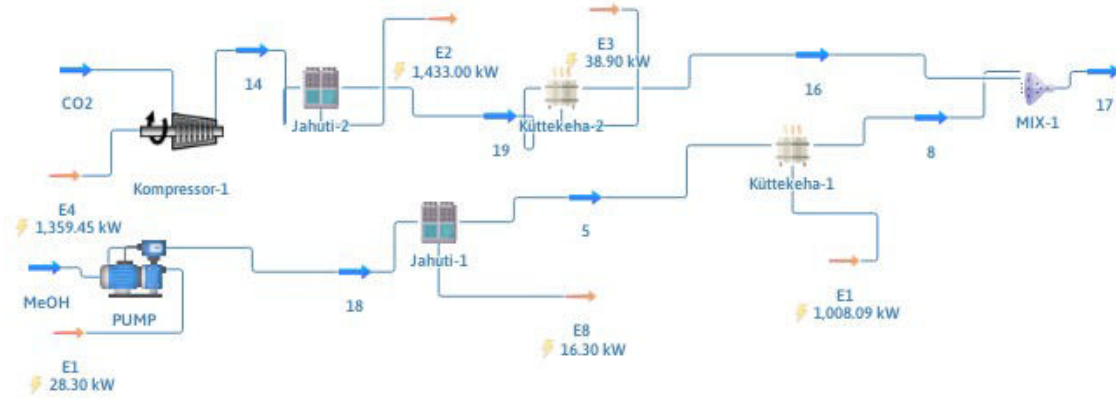 E2
1,433.00 kW
E3
38.90 kW
CO2
14
Jahuti-2
19
Küttekeha-2
16
MIX-1
17
Kompressor-1
E4
1,359.45 kW
8
Küttekeha-1
5
Jahuti-1
MeOH
PUMP
18
E1
28.30 kW
E8
16.30 kW
E1
1,008.09 kW